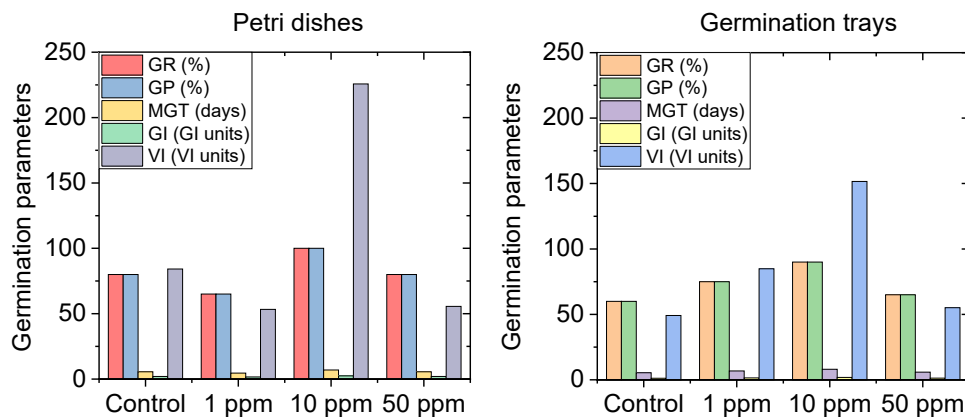 Petri dishes
Germination parameters
250
200
150
100
50
0
GR (%)
GP (%)
MGT (days)
GI (GI units)
VI (VI units)
Control 1 ppm 10 ppm 50 ppm
Germination trays
Germination parameters
250
200
150
100
50
0
GR (%)
GP (%)
MGT (days)
GI (GI units)
VI (VI units)
Control 1 ppm 10 ppm 50 ppm